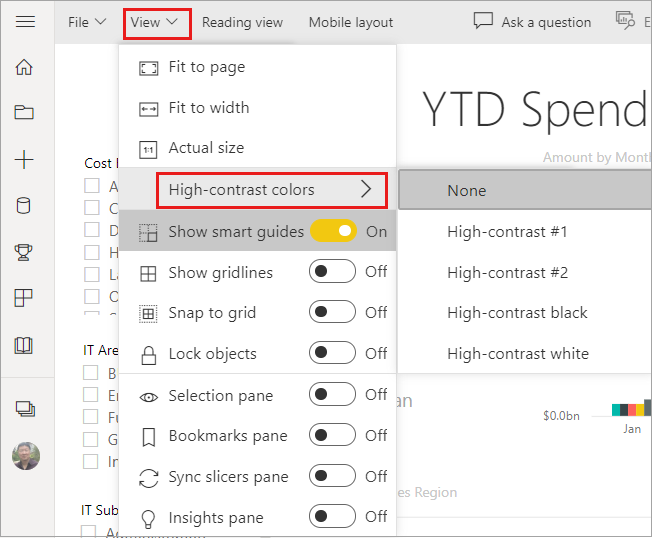 File View Reading view Mobile layout Ask a question
Fit to page
YTD Spend
Fit to width
Actual size
Cost
Amount by Month
High-contrast colors
None
Show smart guides On
High-contrast #1
Show gridlines Off
High-contrast #2
Snap to grid Off
High-contrast black
IT Area
Lock objects Off
High-contrast white
Selection pane Off
$0.0bn
Jan
Bookmarks pane Off
Sync slicers pane Off
Region
IT Sub
Insights pane Off